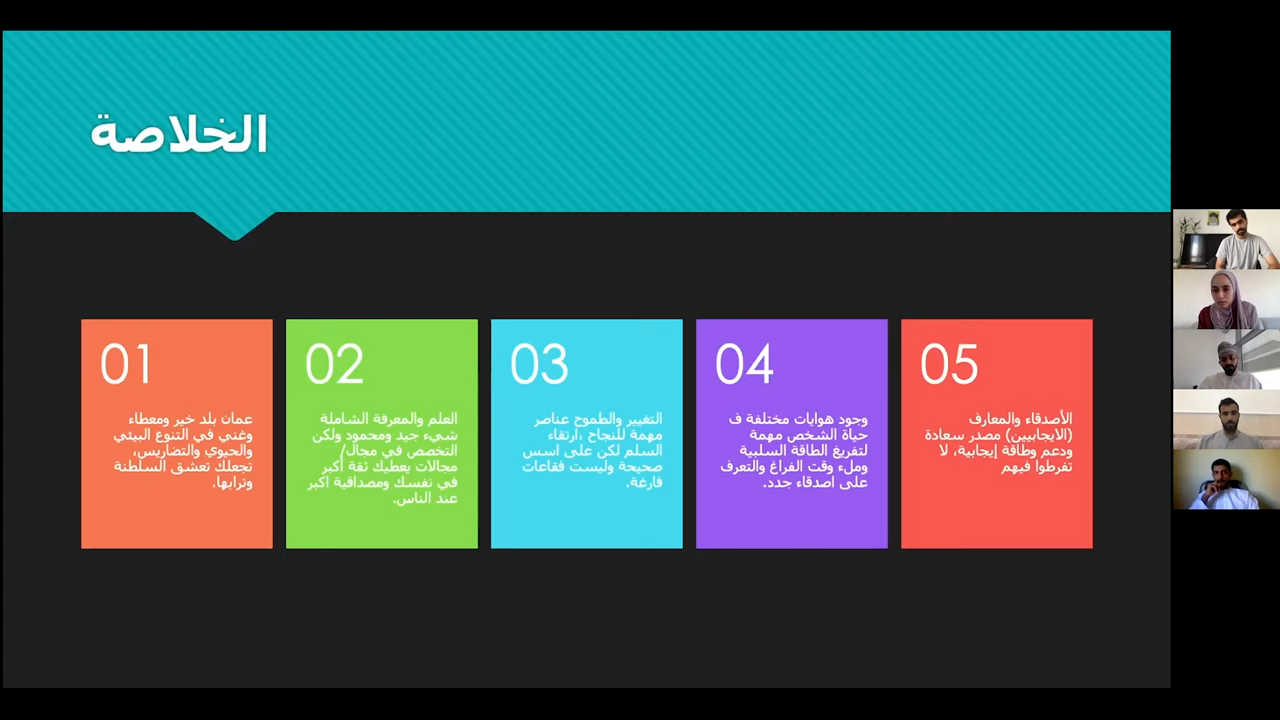 الخلاصة
01
عمان بلد خير ومعطاء
وغني في التنوع البيئي
والحيوي والتضاريس،
تجعلك تعشق السلطنة
وترابها.
02
العلم والمعرفة الشاملة
شيء جيد ومحمود ولكن
التخصص في مجال/
مجالات يعطيك ثقة أكبر
في نفسك ومصداقية اكبر
عند الناس.
03
التغيير والطموح عناصر
مهمة للنجاح ،ارتقاء
السلم لكن على اسس
صحيحة وليست فقاعات
فارغة.
04
وجود هوايات مختلفة ف
حياة الشخص مهمة
لتفريغ الطاقة السلبية
وملء وقت الفراغ والتعرف
على اصدقاء جدد.
05
الأصدقاء والمعارف
(الايجابيين) مصدر سعادة
ودعم وطاقة إيجابية، لا
تفرطوا فيهم